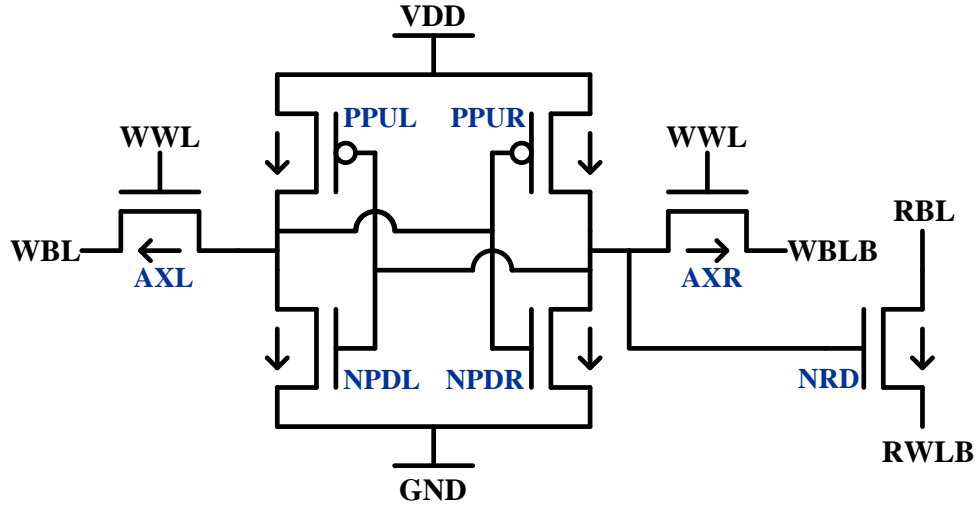 VDD
PPUL PPUR
WWL WWL
RBL
WBL WBLB
AXL AXR
NPDL NPDR NRD
RWLB
GND